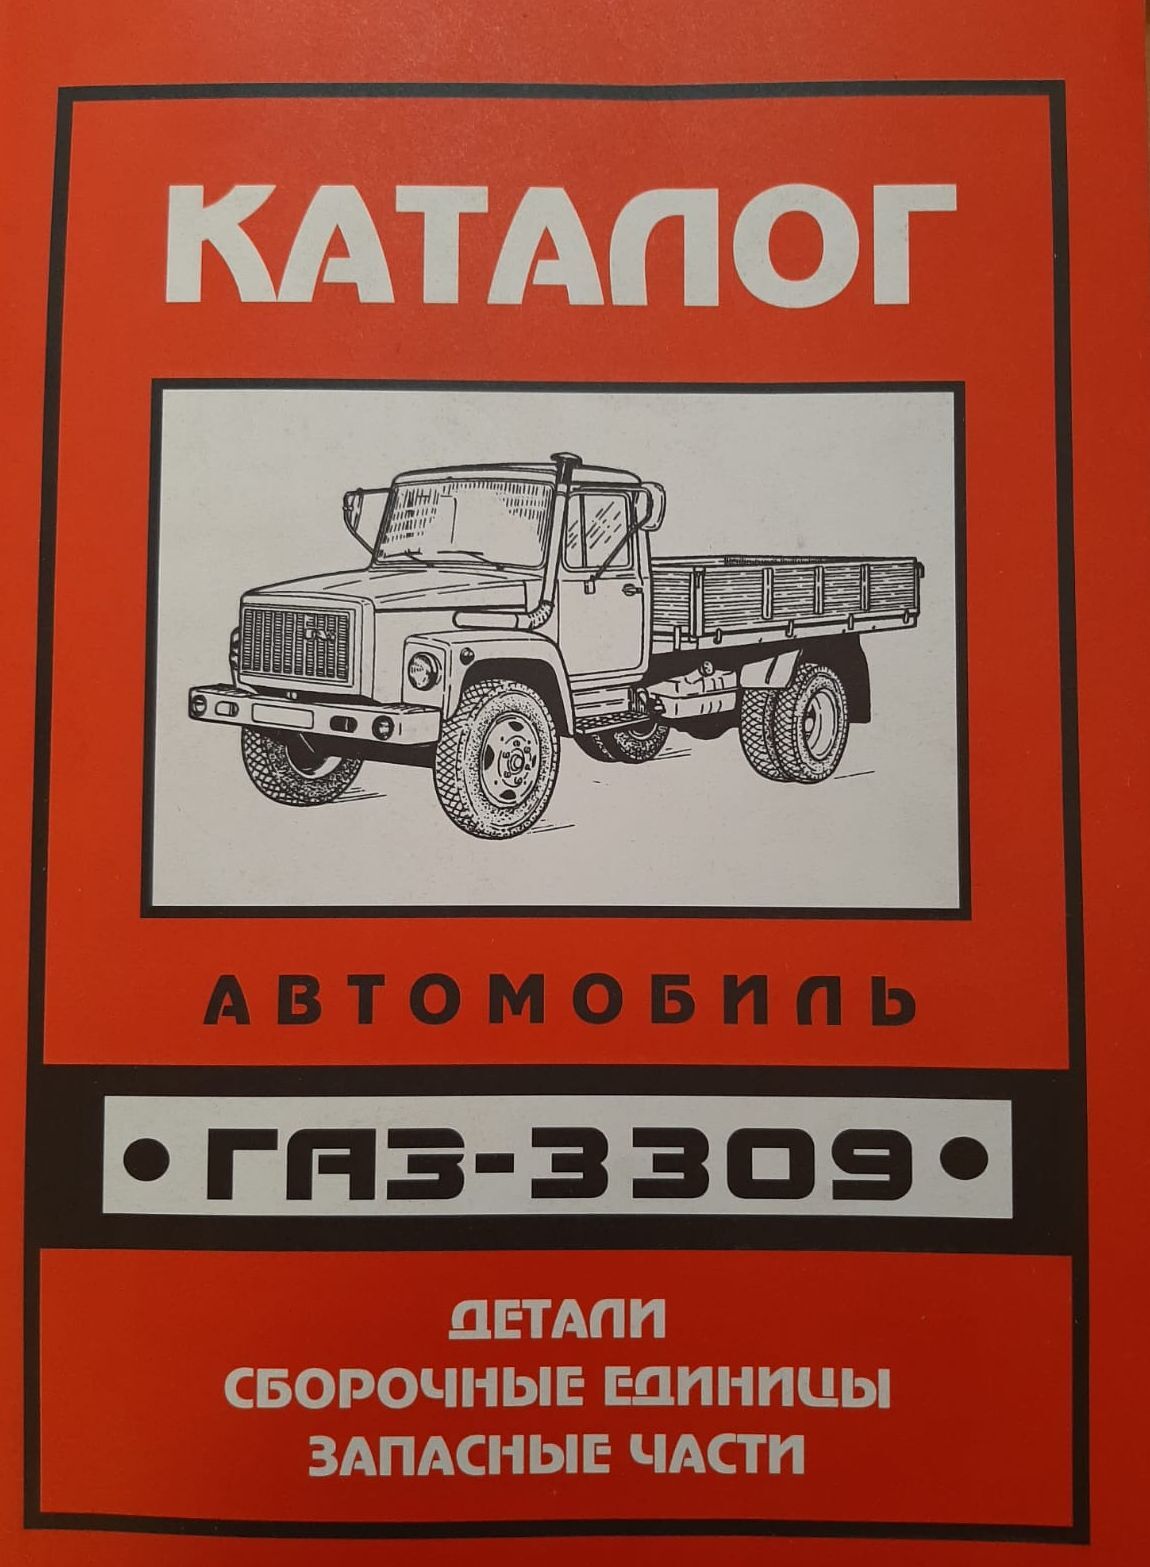 КАТАЛОГ
АВТОМОБИЛЬ
• ГАЗ-3309 •
ДЕТАЛИ
СБОРОЧНЫЕ ЕДИНИЦЫ
ЗАПАСНЫЕ ЧАСТИ